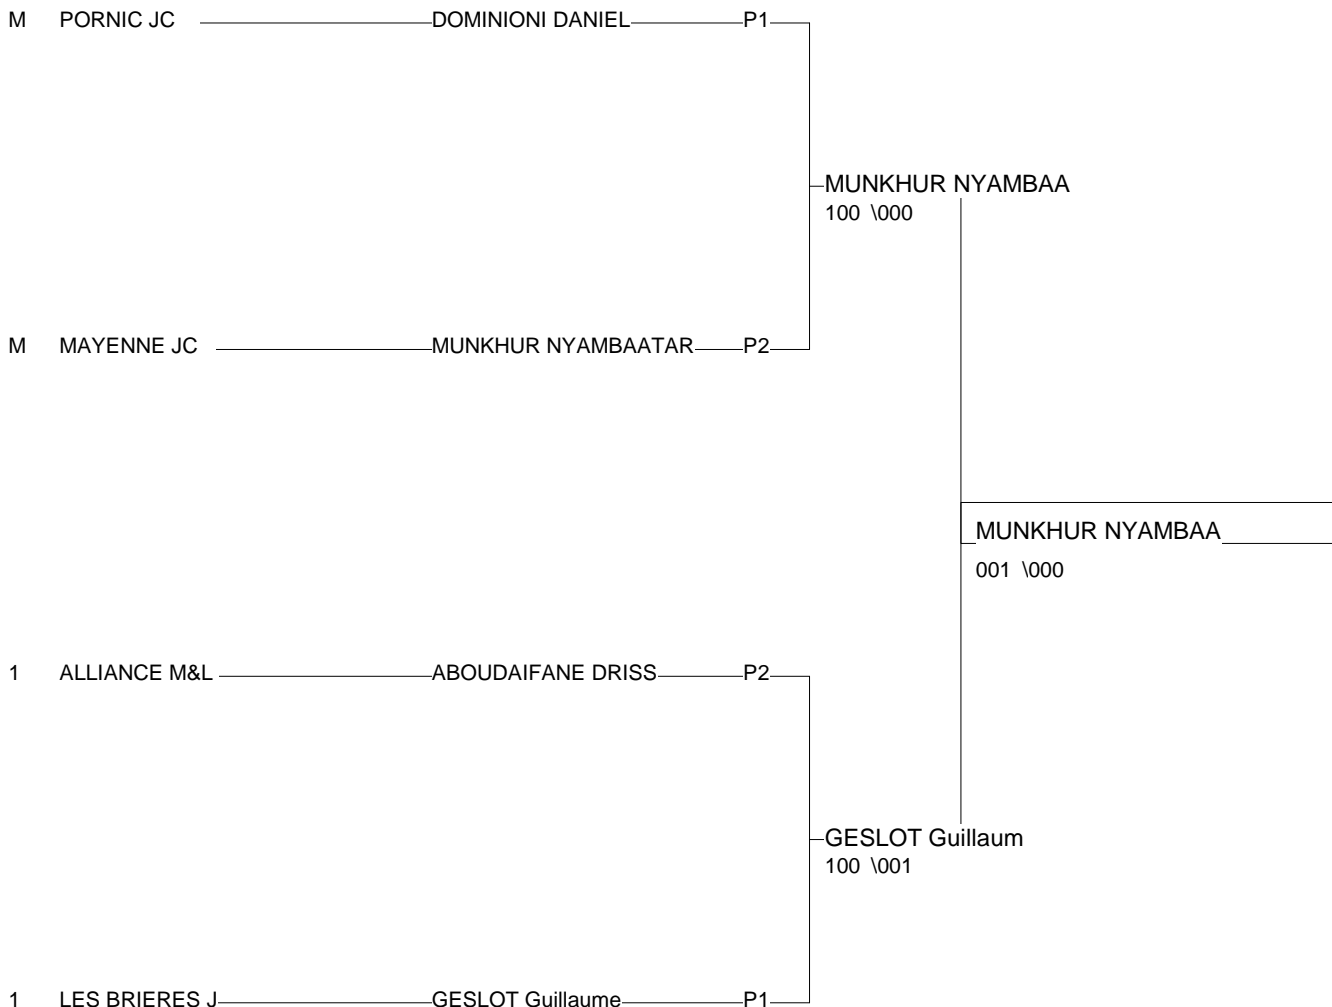 M PORNIC JC DOMINIONI DANIEL P1
MUNKHUR NYAMBAA
100 \000
M MAYENNE JC MUNKHUR NYAMBAATAR P2
MUNKHUR NYAMBAA
001 \000
1 ALLIANCE M&L ABOUDAIFANE DRISS P2
GESLOT Guillaum
100 \001
1 LES BRIERES J GESLOT Guillaume P1